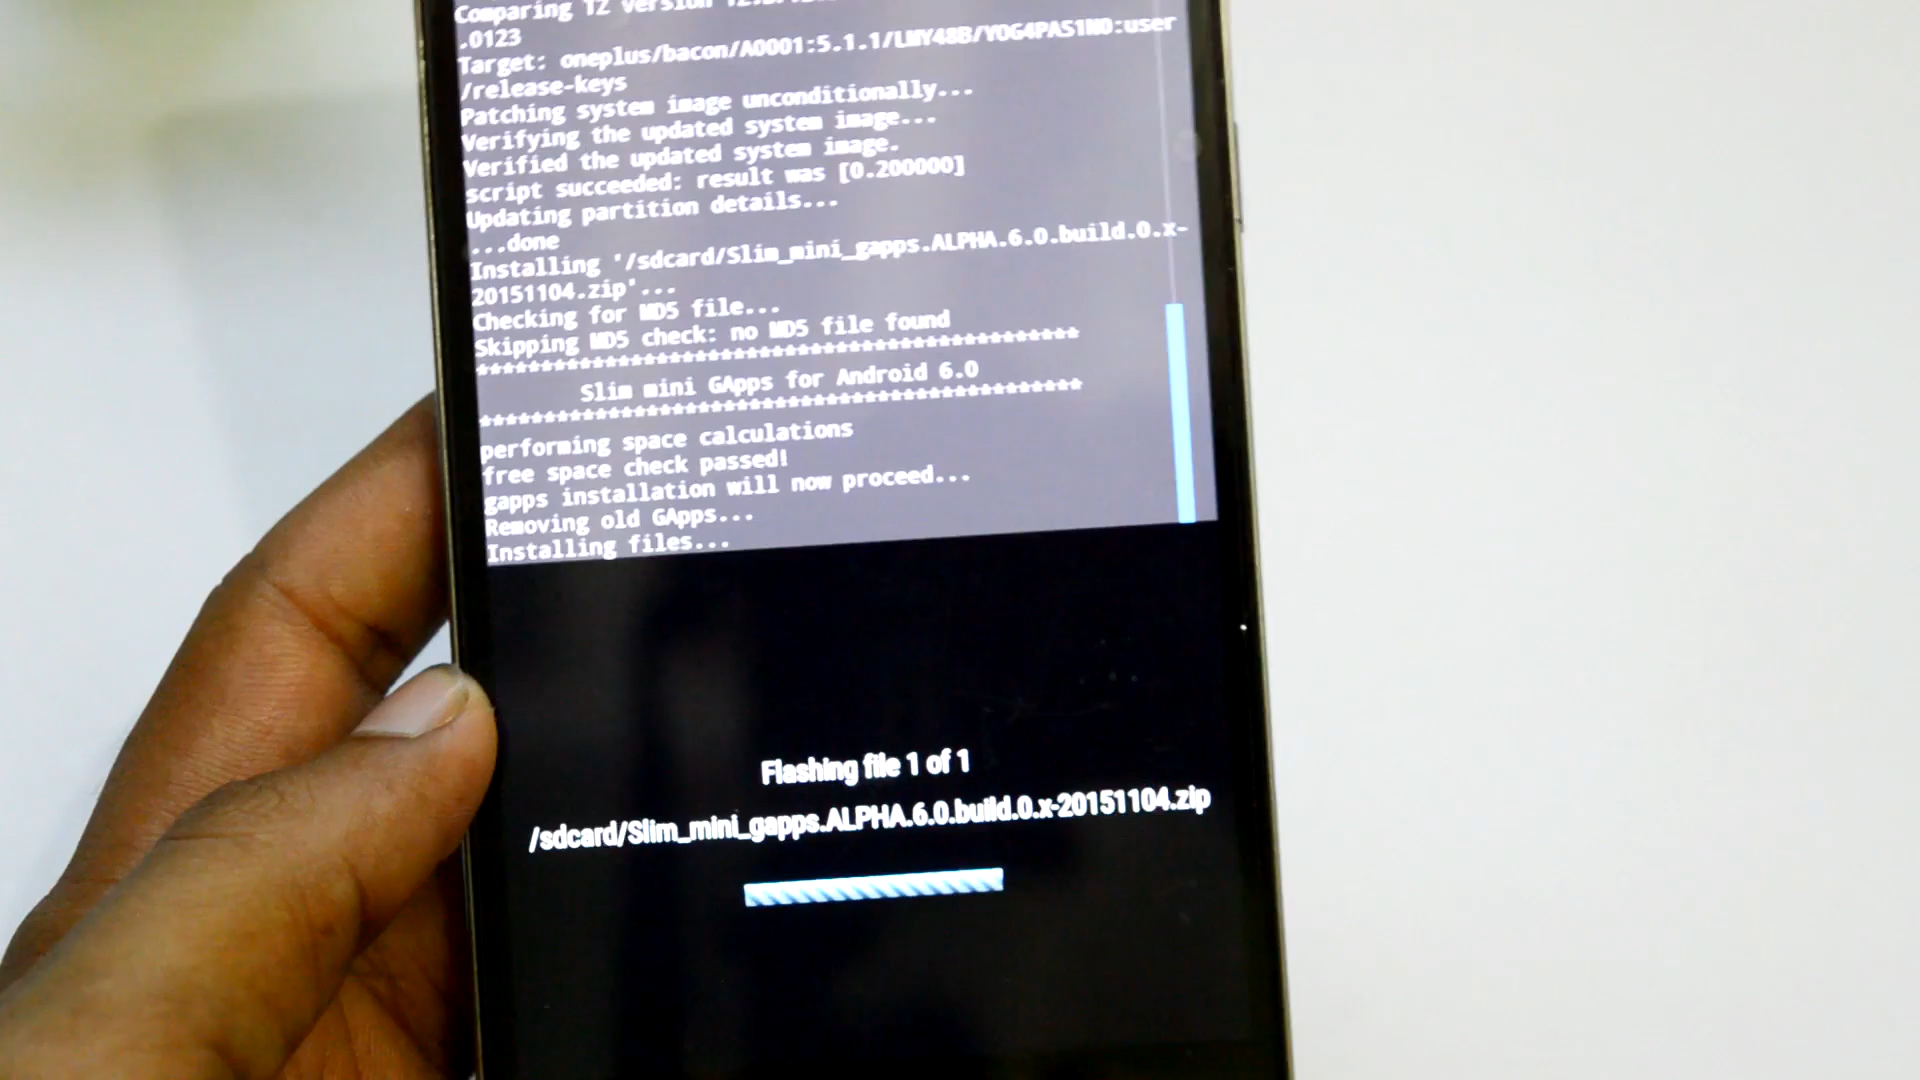 Comparing TZ version
.0123
Target: oneplus/bacon/A0001:5.1.1/LMY48B/YOG4PAS1N0:user
/release-keys
Patching system image unconditionally...
Verifying the updated system image...
Verified the updated system image.
script succeeded: result was [0.200000]
Updating partition details...
...done
Installing '/sdcard/Slim_mini_gapps.ALPHA.6.0.build.0.x-
20151104.zip'...
Checking for MD5 file...
Skipping MD5 check: no MD5 file found
***********************************************
Slim mini GApps for Android 6.0
***********************************************
performing space calculations
free space check passed!
gapps installation will now proceed...
Removing old GApps...
Installing files...
Flashing file 1 of 1
/sdcard/Slim_mini_gapps.ALPHA.6.0.build.0.x-20151104.zip